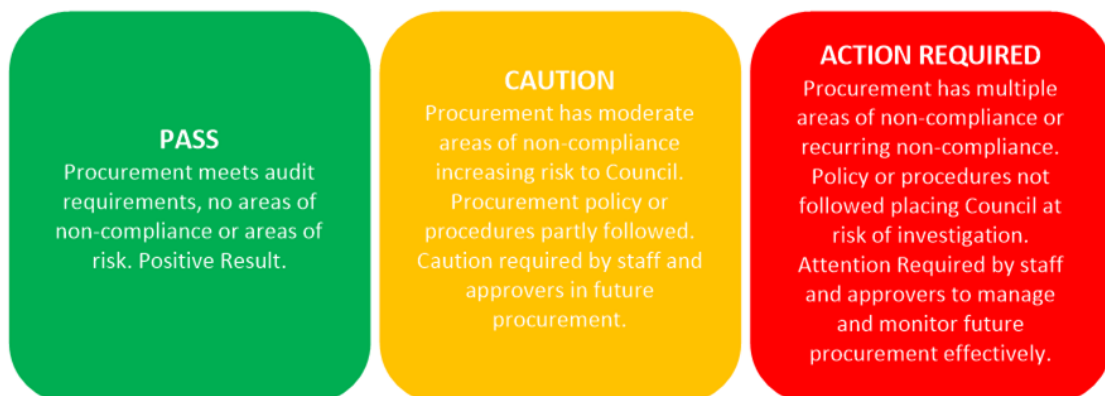 PASS
Procurement meets audit
requirements, no areas of
non-compliance or areas of
risk. Positive Result.
CAUTION
Procurement has moderate
areas of non-compliance
increasing risk to Council.
Procurement policy or
procedures partly followed.
Caution required by staff and
approvers in future
procurement.
ACTION REQUIRED
Procurement has multiple
areas of non-compliance or
recurring non-compliance.
Policy or procedures not
followed placing Council at
risk of investigation.
Attention Required by staff
and approvers to manage
and monitor future
procurement effectively.